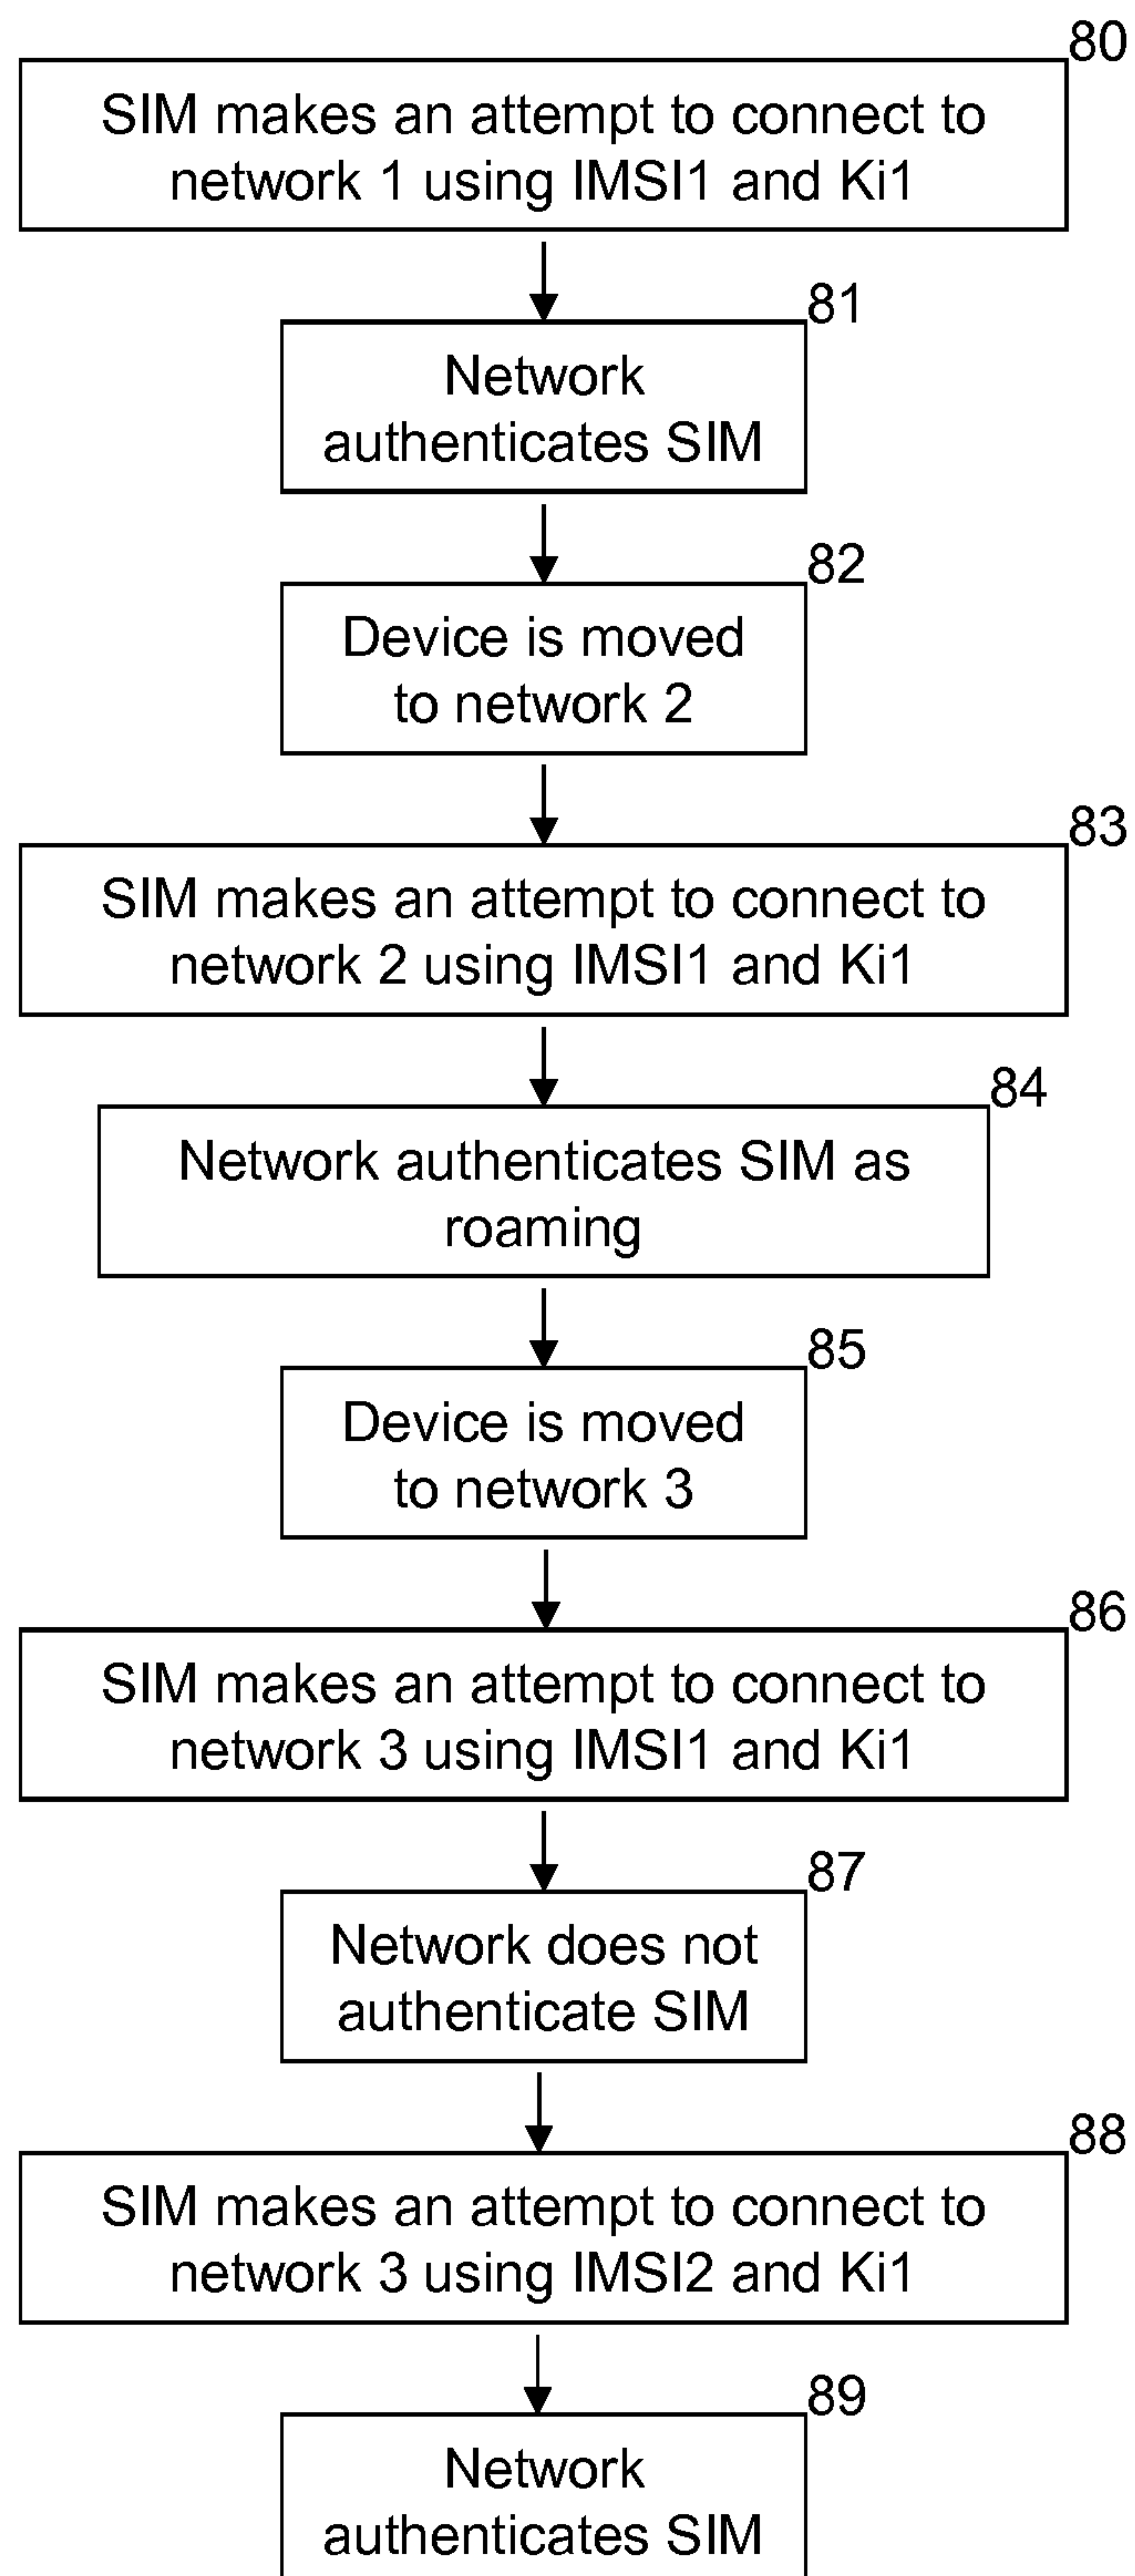 80
SIM makes an attempt to connect to
network 1 using IMSI1 and Ki1
81
Network
authenticates SIM
82
Device is moved
to network 2
83
SIM makes an attempt to connect to
network 2 using IMSI1 and Ki1
84
Network authenticates SIM as
roaming
85
Device is moved
to network 3
86
SIM makes an attempt to connect to
network 3 using IMSI1 and Ki1
87
Network does not
authenticate SIM
88
SIM makes an attempt to connect to
network 3 using IMSI2 and Ki1
89
Network
authenticates SIM